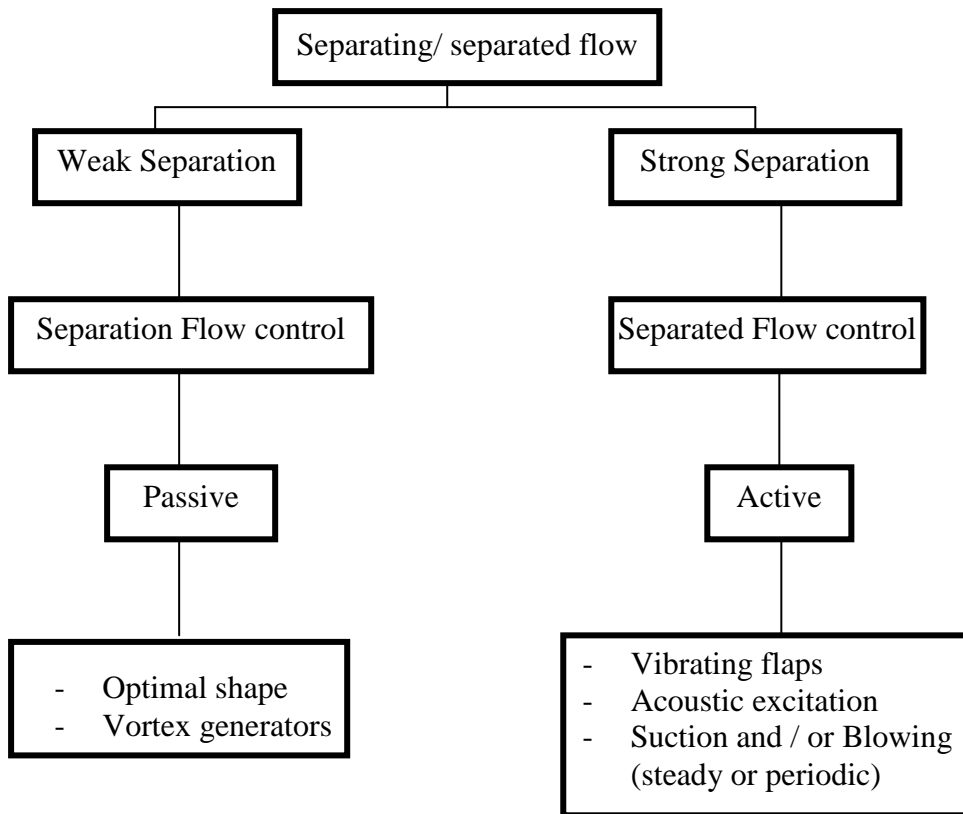 Separating/ separated flow
Weak Separation
Strong Separation
Separation Flow control
Separated Flow control
Passive
Active
- Optimal shape
- Vortex generators
- Vibrating flaps
- Acoustic excitation
- Suction and / or Blowing
(steady or periodic)